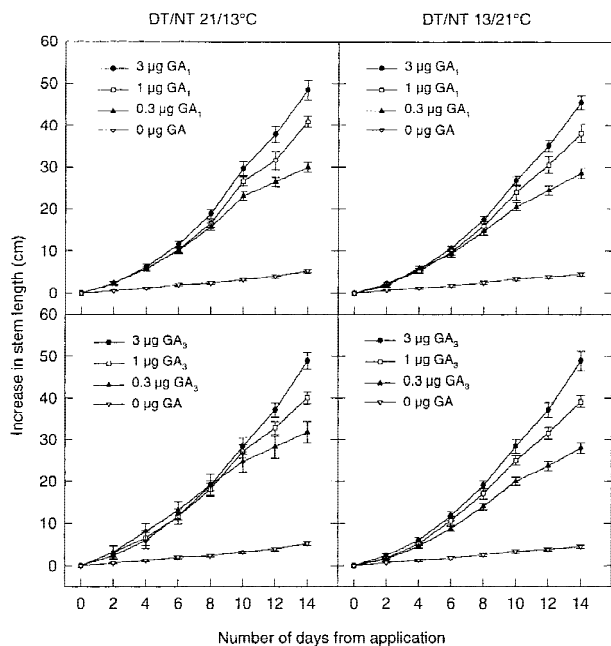 DT/NT 21/13°C
DT/NT 13/21°C
Increase in stem length (cm)
60
50
40
30
20
10
0
3 µg GA₁
1 µg GA₁
0.3 µg GA₁
0 µg GA
3 µg GA₁
1 µg GA₁
0.3 µg GA₁
0 µg GA
50
40
30
20
10
0
3 µg GA₃
1 µg GA₃
0.3 µg GA₃
0 µg GA
3 µg GA₃
1 µg GA₃
0.3 µg GA₃
0 µg GA
0 2 4 6 8 10 12 14
0 2 4 6 8 10 12 14
Number of days from application